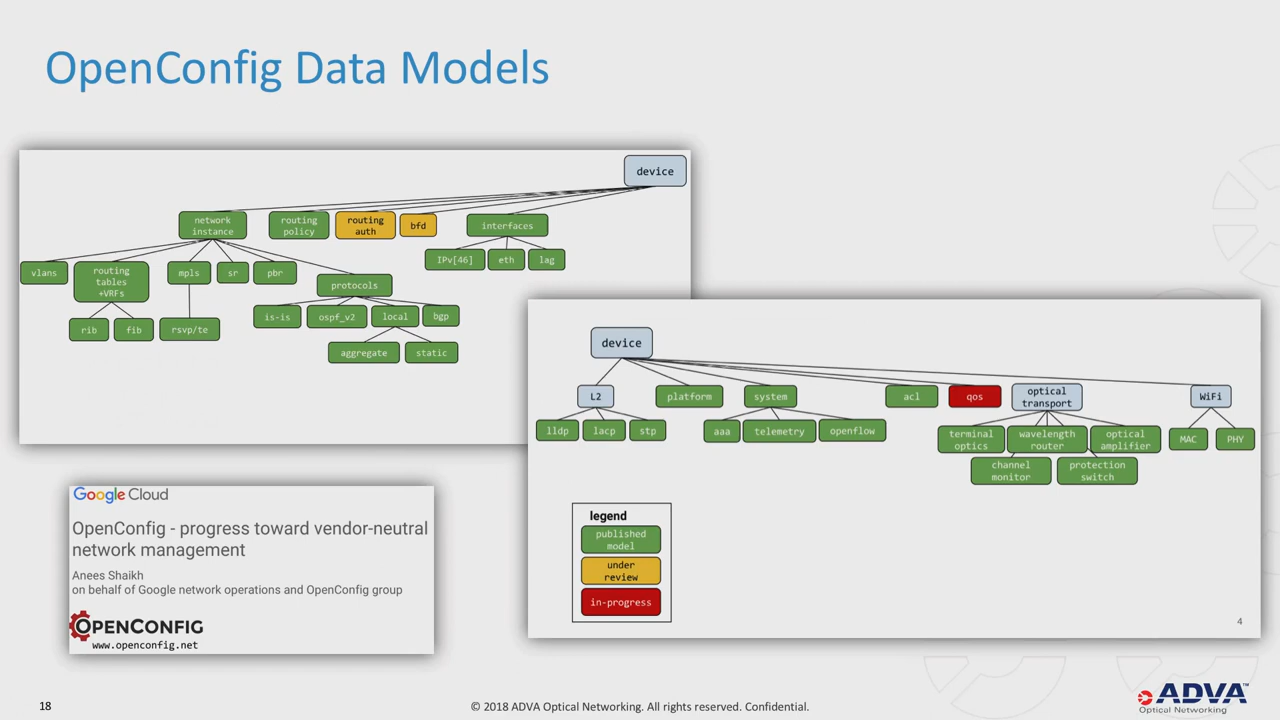 OpenConfig Data Models
device
network
instance
routing
policy
routing
auth
bfd
interfaces
vlans
routing
tables
+VRFs
mpls
sr
pbr
protocols
IPv[46]
eth
lag
rib
fib
rsvp/te
is-is
ospf_v2
local
bgp
aggregate
static
device
L2
platform
system
acl
qos
optical
transport
WiFi
lldp
lacp
stp
aaa
telemetry
openflow
terminal
optics
wavelength
router
optical
amplifier
MAC
PHY
channel
monitor
protection
switch
legend
published
model
under
review
in-progress
4
Google Cloud
OpenConfig - progress toward vendor-neutral
network management
Anees Shaikh
on behalf of Google network operations and OpenConfig group
OPENCONFIG
www.openconfig.net
18
© 2018 ADVA Optical Networking. All rights reserved. Confidential.
ADVA™
Optical Networking